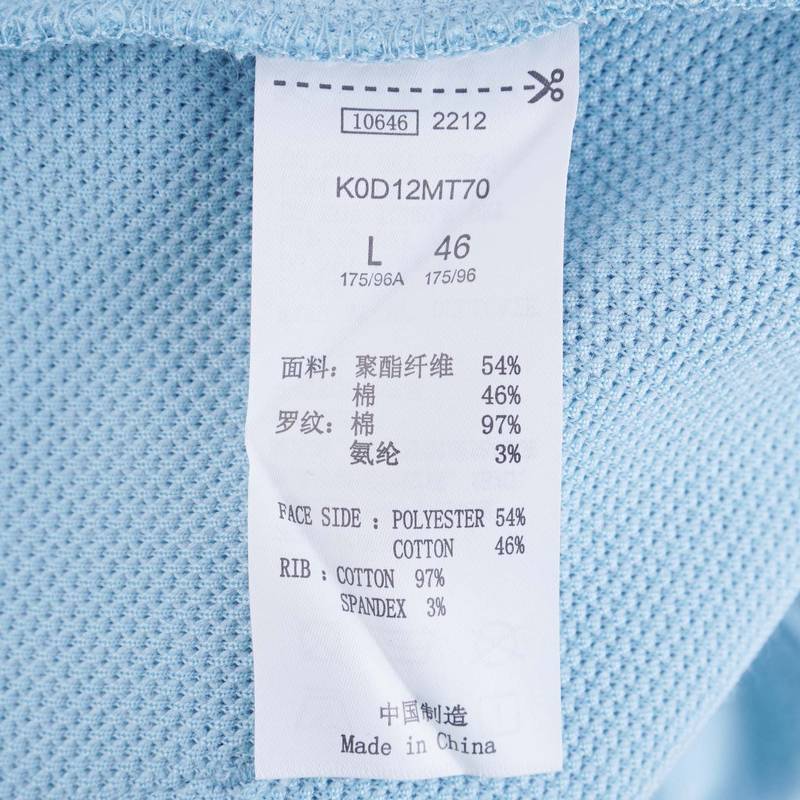 10646 2212
K0D12MT70
L 46
175/96A 175/96
面料：聚酯纤维 54%
棉 46%
罗纹：棉 97%
氨纶 3%
FACE SIDE : POLYESTER 54%
COTTON 46%
RIB : COTTON 97%
SPANDEX 3%
中国制造
Made in China